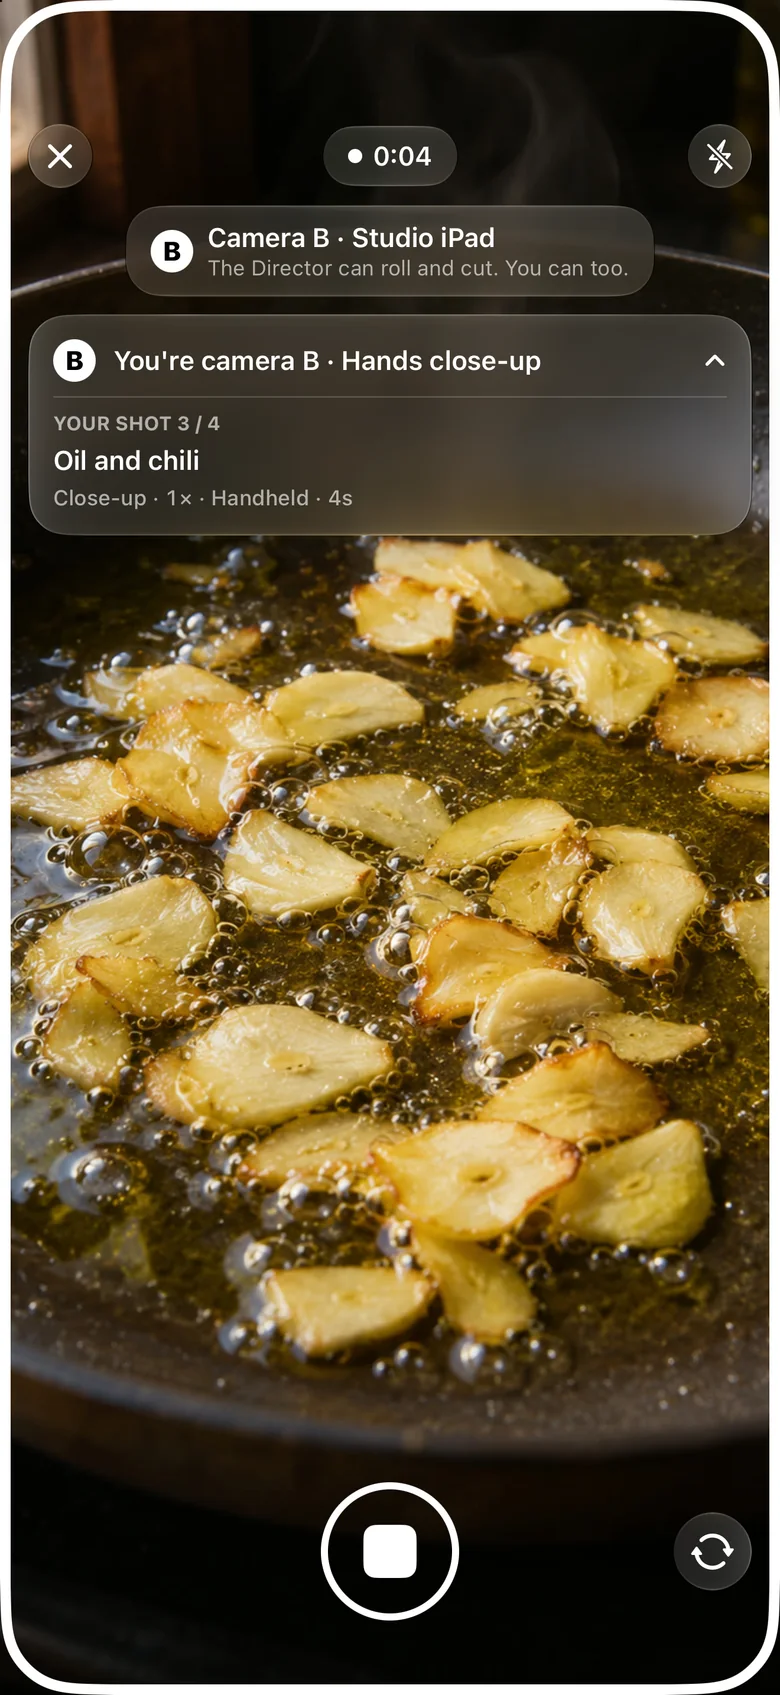 0:04
B Camera B · Studio iPad
The Director can roll and cut. You can too.
B You're camera B · Hands close-up
YOUR SHOT 3 / 4
Oil and chili
Close-up · 1× · Handheld · 4s